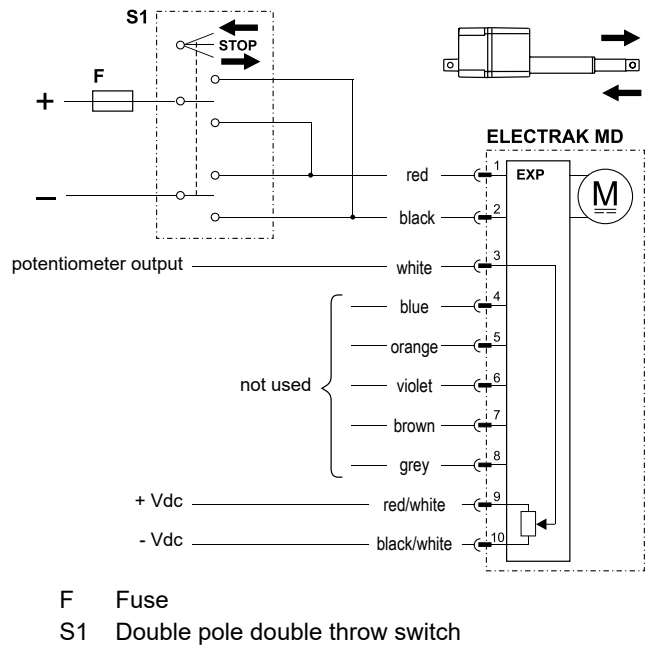 S1
STOP
F
+
−
ELECTRAK MD
EXP
M
red 1
black 2
potentiometer output white 3
blue 4
orange 5
not used
violet 6
brown 7
grey 8
+ Vdc red/white 9
- Vdc black/white 10
F Fuse
S1 Double pole double throw switch